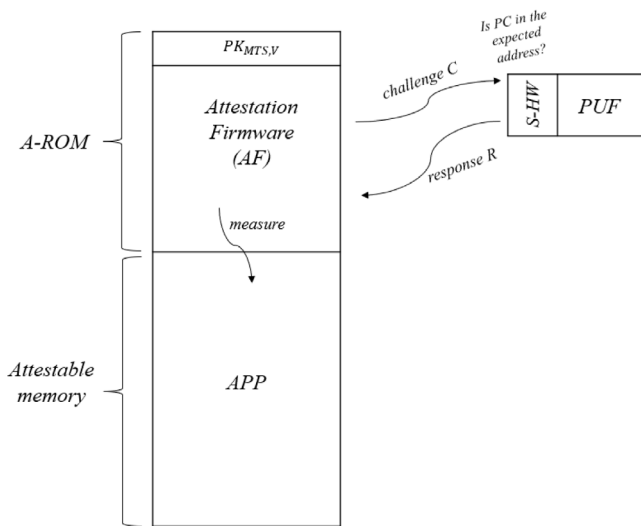 Is PC in the
expected
address?
PK_MTS,V
challenge C
S-HW
PUF
Attestation
Firmware
(AF)
A-ROM
response R
measure
Attestable
memory
APP